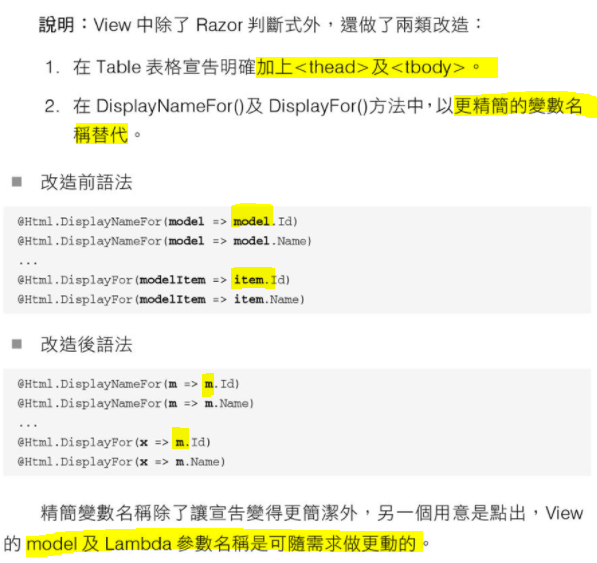 說明：View 中除了 Razor 判斷式外，還做了兩類改造：
1. 在 Table 表格宣告明確加上<thead>及<tbody>。
2. 在 DisplayNameFor()及 DisplayFor()方法中，以更精簡的變數名
稱替代。
■ 改造前語法
@Html.DisplayNameFor(model => model.Id)
@Html.DisplayNameFor(model => model.Name)
...
@Html.DisplayFor(modelItem => item.Id)
@Html.DisplayFor(modelItem => item.Name)
■ 改造後語法
@Html.DisplayNameFor(m => m.Id)
@Html.DisplayNameFor(m => m.Name)
...
@Html.DisplayFor(x => m.Id)
@Html.DisplayFor(x => m.Name)
精簡變數名稱除了讓宣告變得更簡潔外，另一個用意是點出，View
的 model 及 Lambda 參數名稱是可隨需求做更動的。